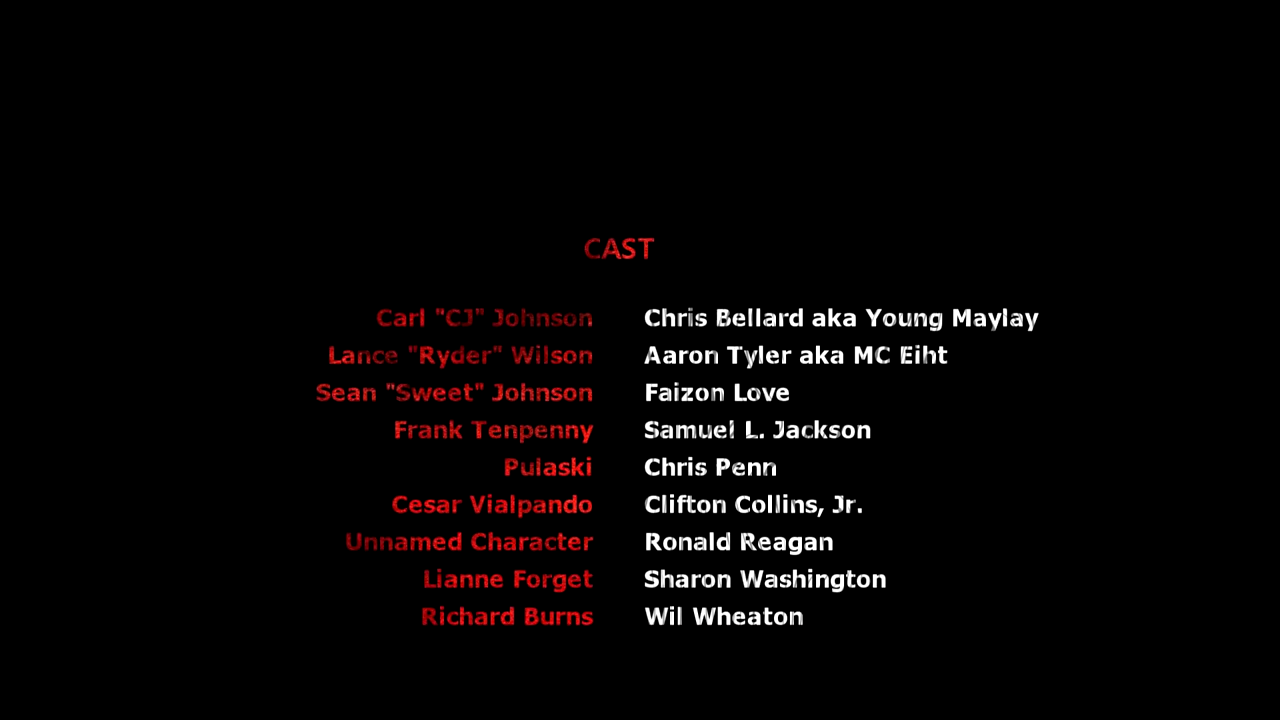 CAST
Carl "CJ" Johnson Chris Bellard aka Young Maylay
Lance "Ryder" Wilson Aaron Tyler aka MC Eiht
Sean "Sweet" Johnson Faizon Love
Frank Tenpenny Samuel L. Jackson
Pulaski Chris Penn
Cesar Vialpando Clifton Collins, Jr.
Unnamed Character Ronald Reagan
Lianne Forget Sharon Washington
Richard Burns Wil Wheaton